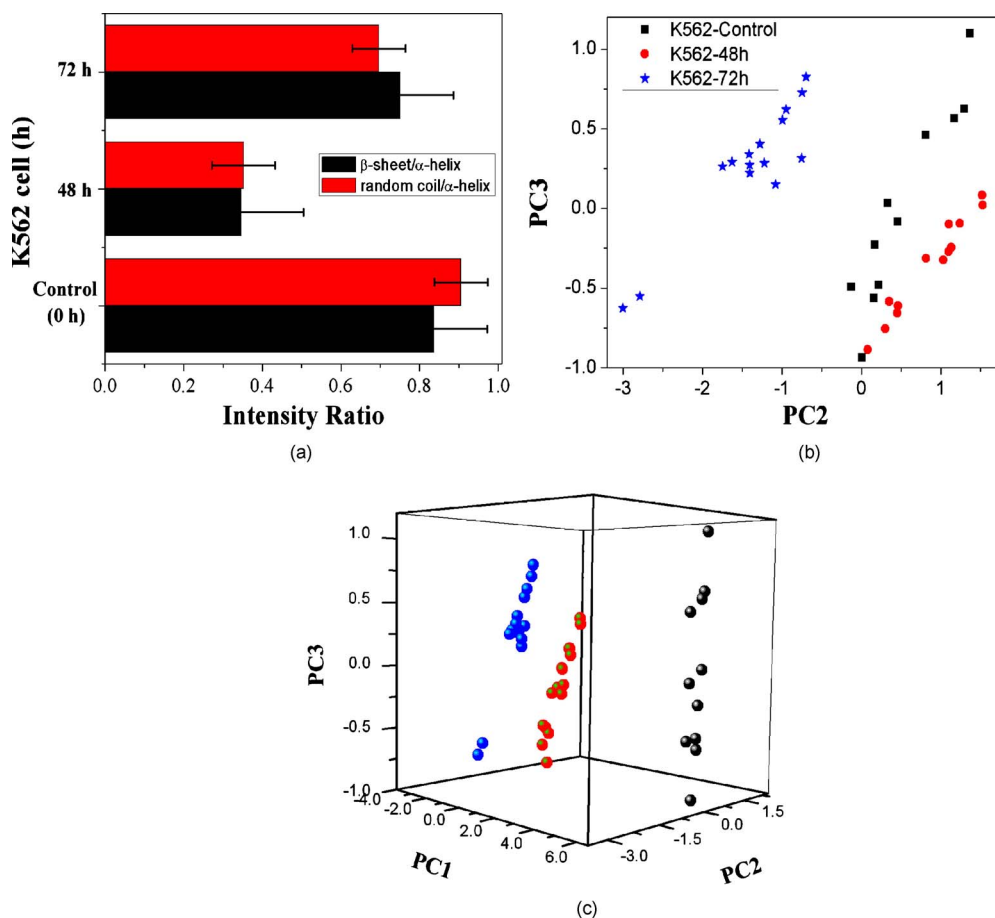 72 h
48 h
Control
(0 h)
K562 cell (h)
β-sheet/α-helix
random coil/α-helix
0.0 0.2 0.4 0.6 0.8 1.0
Intensity Ratio
(a)
K562-Control
K562-48h
K562-72h
1.0
0.5
0.0
-0.5
-1.0
PC3
-3 -2 -1 0 1
PC2
(b)
1.0
0.5
0.0
-0.5
-1.0
PC3
-4.0 -2.0 0.0 2.0 4.0 6.0
PC1
-3.0 -1.5 0.0 1.5
PC2
(c)